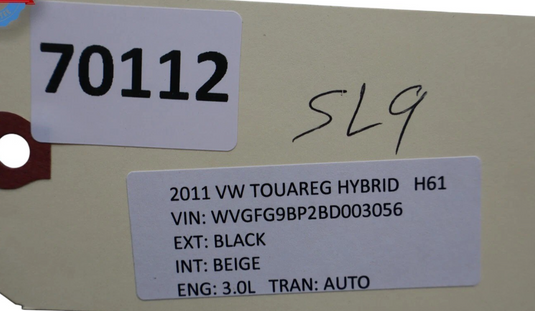 70112
SL9
2011 VW TOUAREG HYBRID H61
VIN: WVGFG9BP2BD003056
EXT: BLACK
INT: BEIGE
ENG: 3.0L TRAN: AUTO